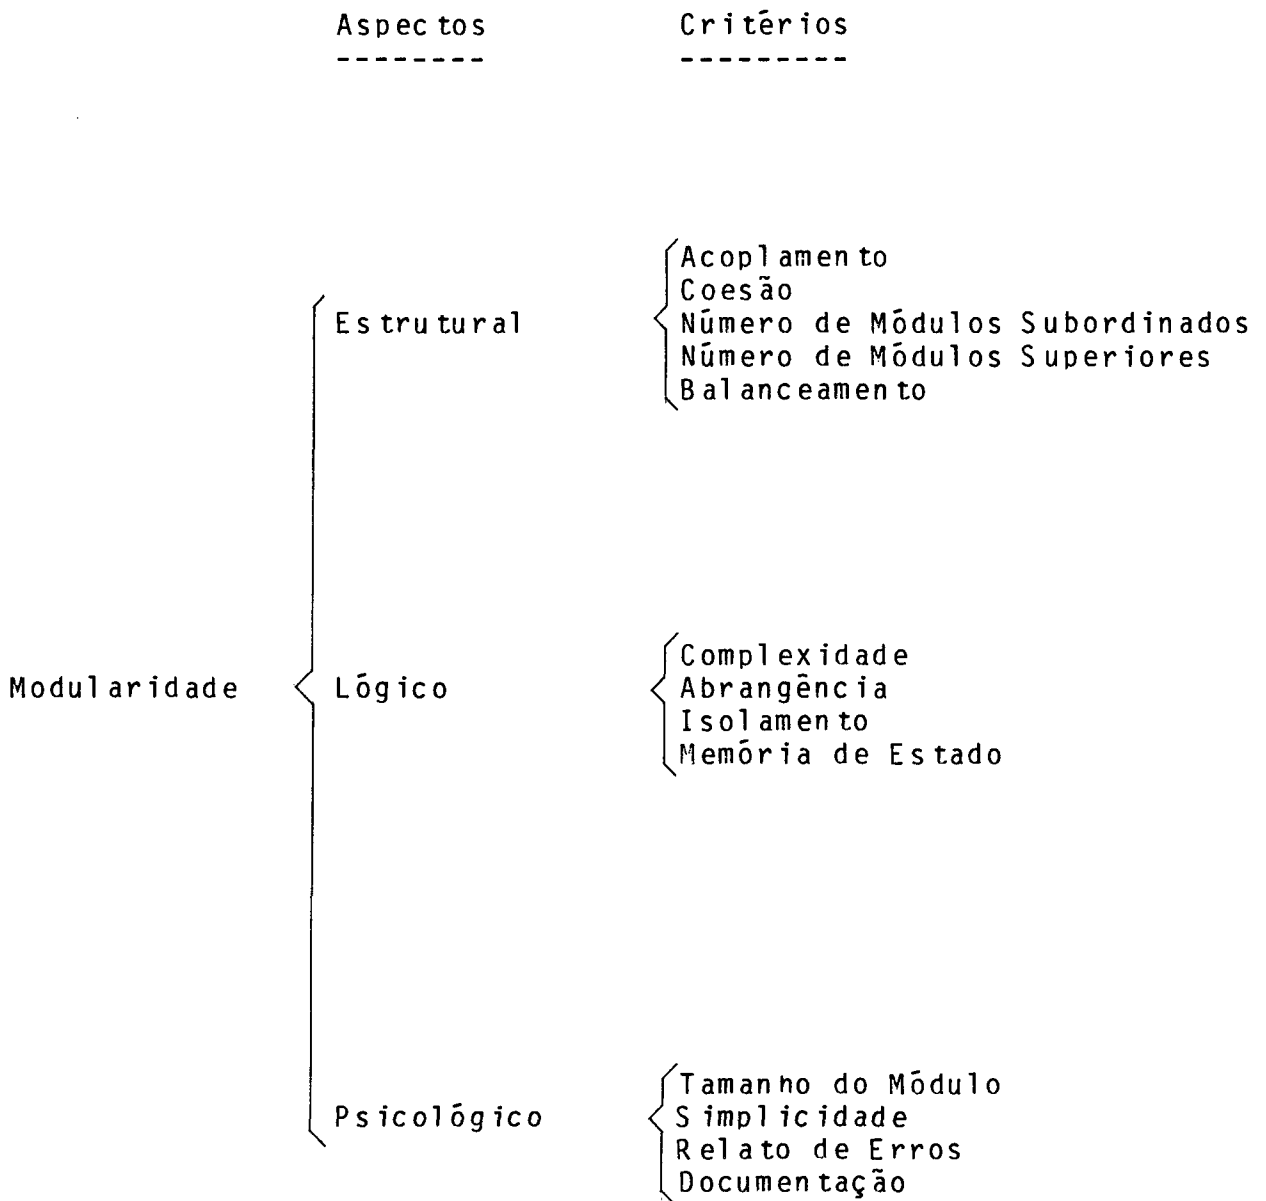 Aspectos Critérios
Acoplamento
Coesão
Estrutural Número de Módulos Subordinados
Número de Módulos Superiores
Balanceamento
Complexidade
Modularidade Lógico Abrangência
Isolamento
Memória de Estado
Tamanho do Módulo
Psicológico Simplicidade
Relato de Erros
Documentação